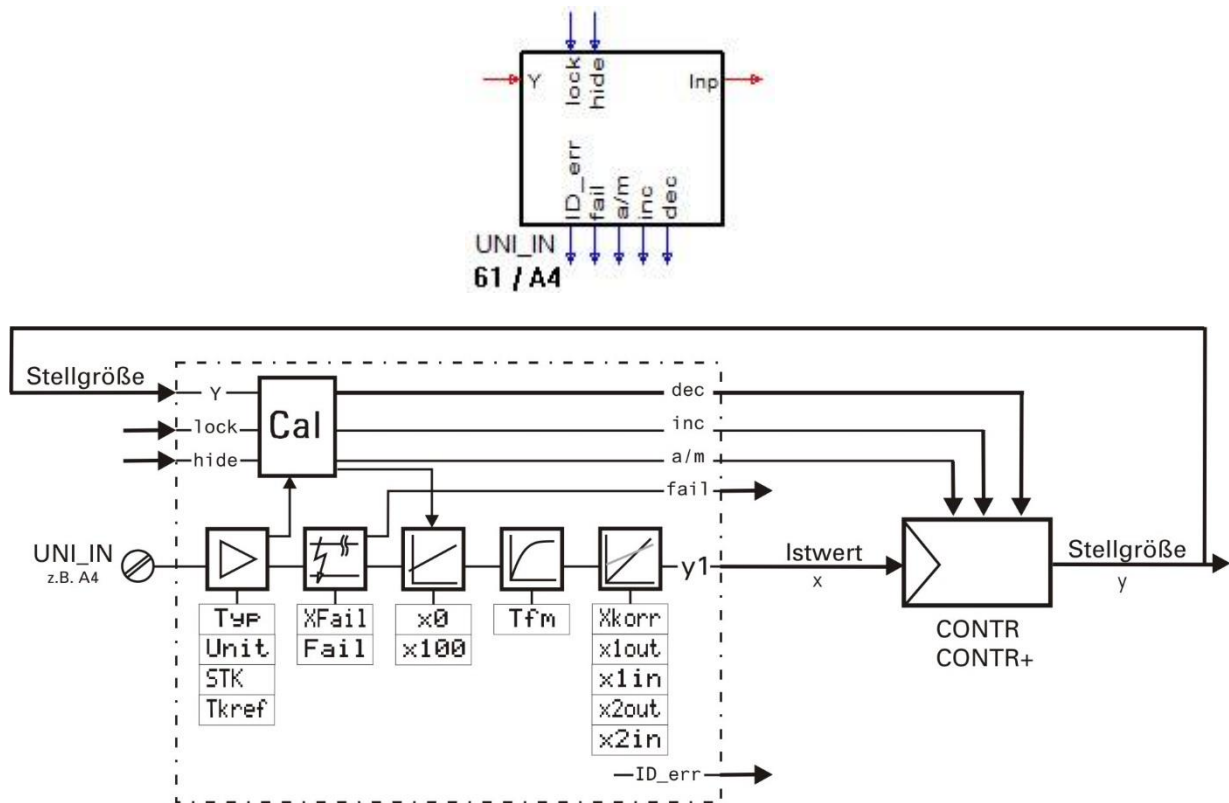 lock
hide
Y
Inp
ID_err
fail
a/m
inc
dec
UNI_IN
61 / A4
Stellgröße
Y
lock
hide
Cal
dec
inc
a/m
fail
UNI_IN
z.B. A4
y1
Istwert
x
Stellgröße
y
CONTR
CONTR+
Typ
Unit
STK
Tkref
XFail
Fail
x0
x100
Tfm
Xkorr
x1out
x1in
x2out
x2in
ID_err